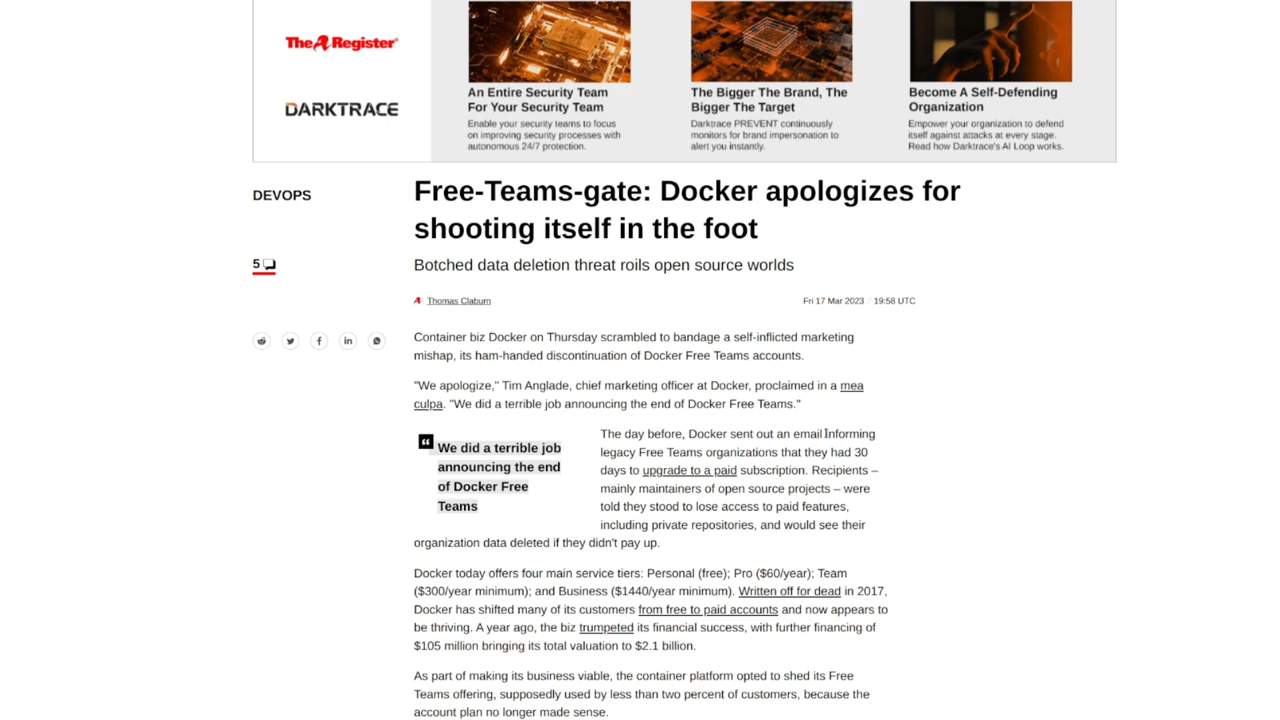 The Register
DARKTRACE
An Entire Security Team
For Your Security Team
Enable your security teams to focus
on improving security processes with
autonomous 24/7 protection.
The Bigger The Brand, The
Bigger The Target
Darktrace PREVENT continuously
monitors for brand impersonation to
alert you instantly.
Become A Self-Defending
Organization
Empower your organization to defend
itself against attacks at every stage.
Read how Darktrace's AI Loop works.
DEVOPS
Free-Teams-gate: Docker apologizes for
shooting itself in the foot
5
Botched data deletion threat roils open source worlds
Thomas Claburn
Fri 17 Mar 2023 / 19:58 UTC
Container biz Docker on Thursday scrambled to bandage a self-inflicted marketing
mishap, its ham-handed discontinuation of Docker Free Teams accounts.
"We apologize," Tim Anglade, chief marketing officer at Docker, proclaimed in a mea
culpa. "We did a terrible job announcing the end of Docker Free Teams."
“ We did a terrible job
announcing the end
of Docker Free
Teams
The day before, Docker sent out an email informing
legacy Free Teams organizations that they had 30
days to upgrade to a paid subscription. Recipients –
mainly maintainers of open source projects – were
told they stood to lose access to paid features,
including private repositories, and would see their
organization data deleted if they didn't pay up.
Docker today offers four main service tiers: Personal (free); Pro ($60/year); Team
($300/year minimum); and Business ($1440/year minimum). Written off for dead in 2017,
Docker has shifted many of its customers from free to paid accounts and now appears to
be thriving. A year ago, the biz trumpeted its financial success, with further financing of
$105 million bringing its total valuation to $2.1 billion.
As part of making its business viable, the container platform opted to shed its Free
Teams offering, supposedly used by less than two percent of customers, because the
account plan no longer made sense.